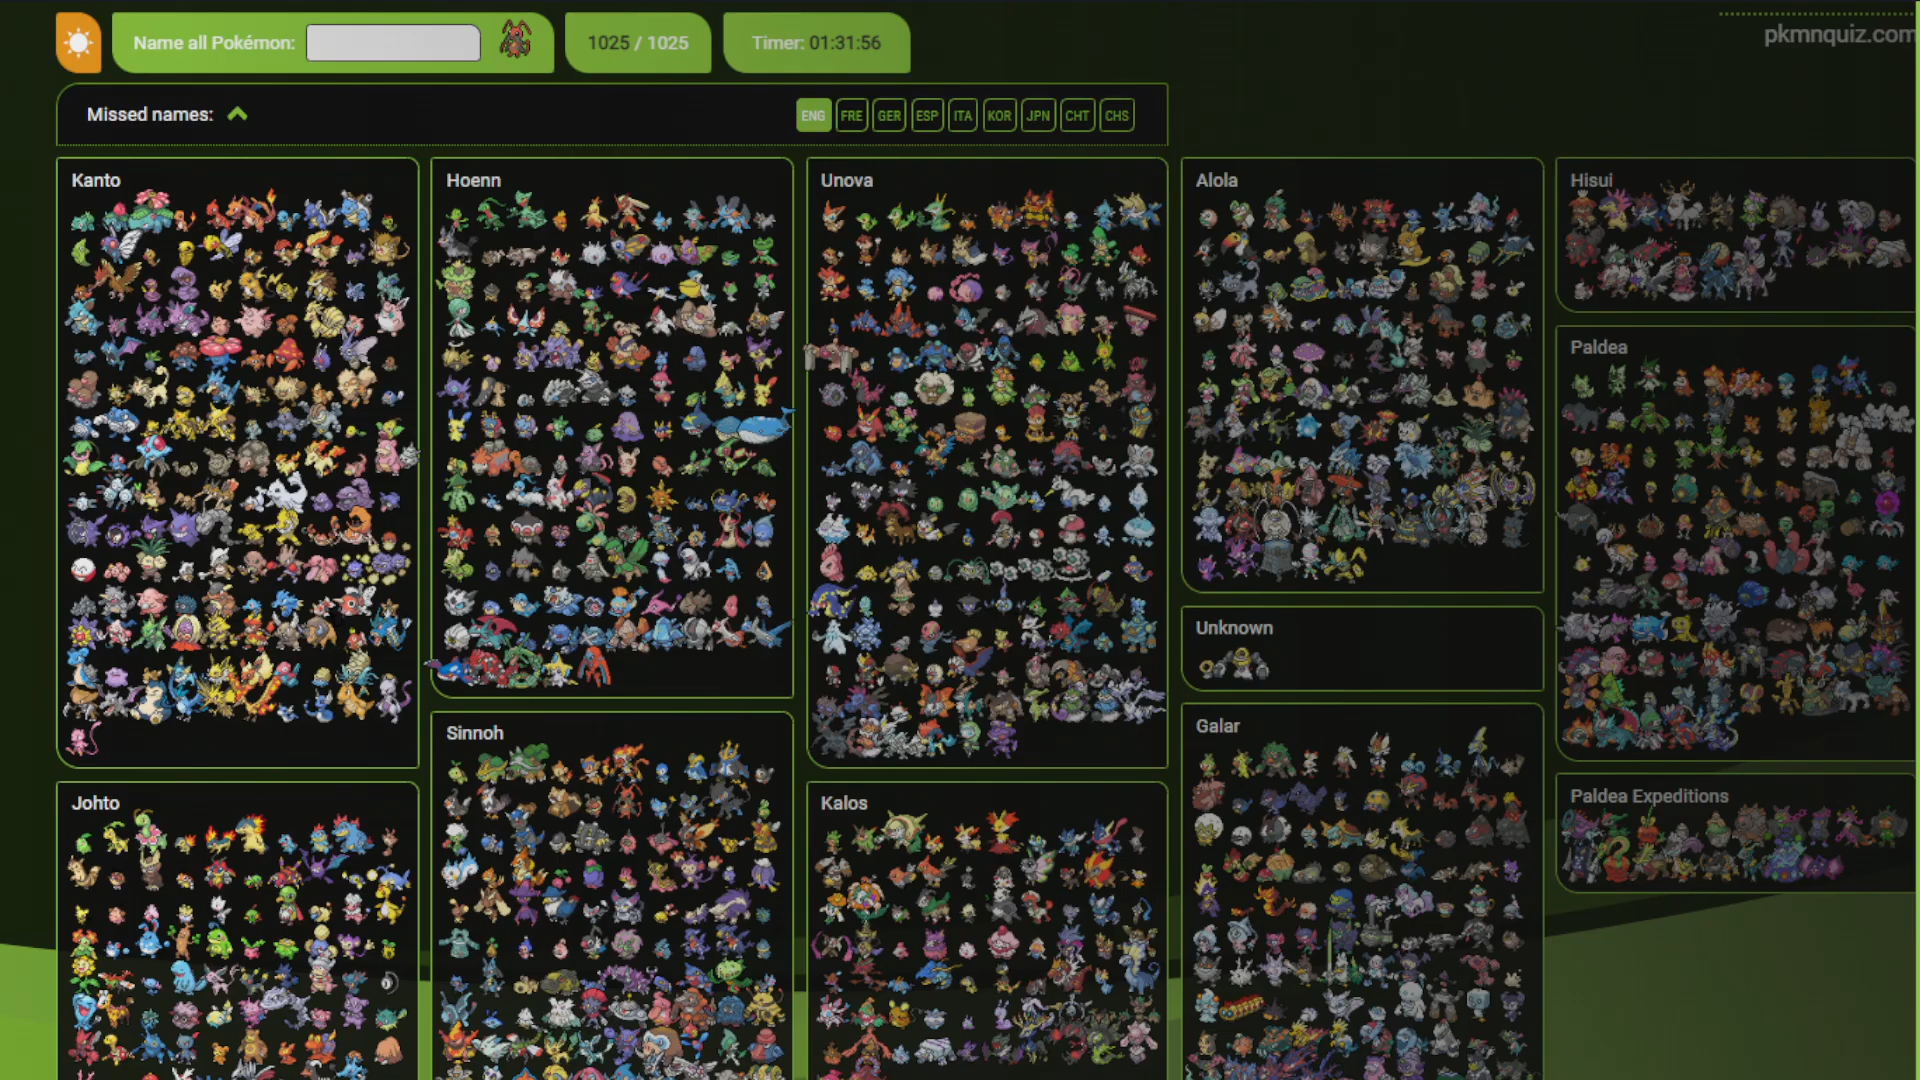 Name all Pokémon:
1025 / 1025
Timer: 01:31:56
pkmnquiz.com
Missed names:
ENG FRE GER ESP ITA KOR JPN CHT CHS
Kanto
Hoenn
Unova
Alola
Hisui
Paldea
Unknown
Galar
Sinnoh
Paldea Expeditions
Johto
Kalos